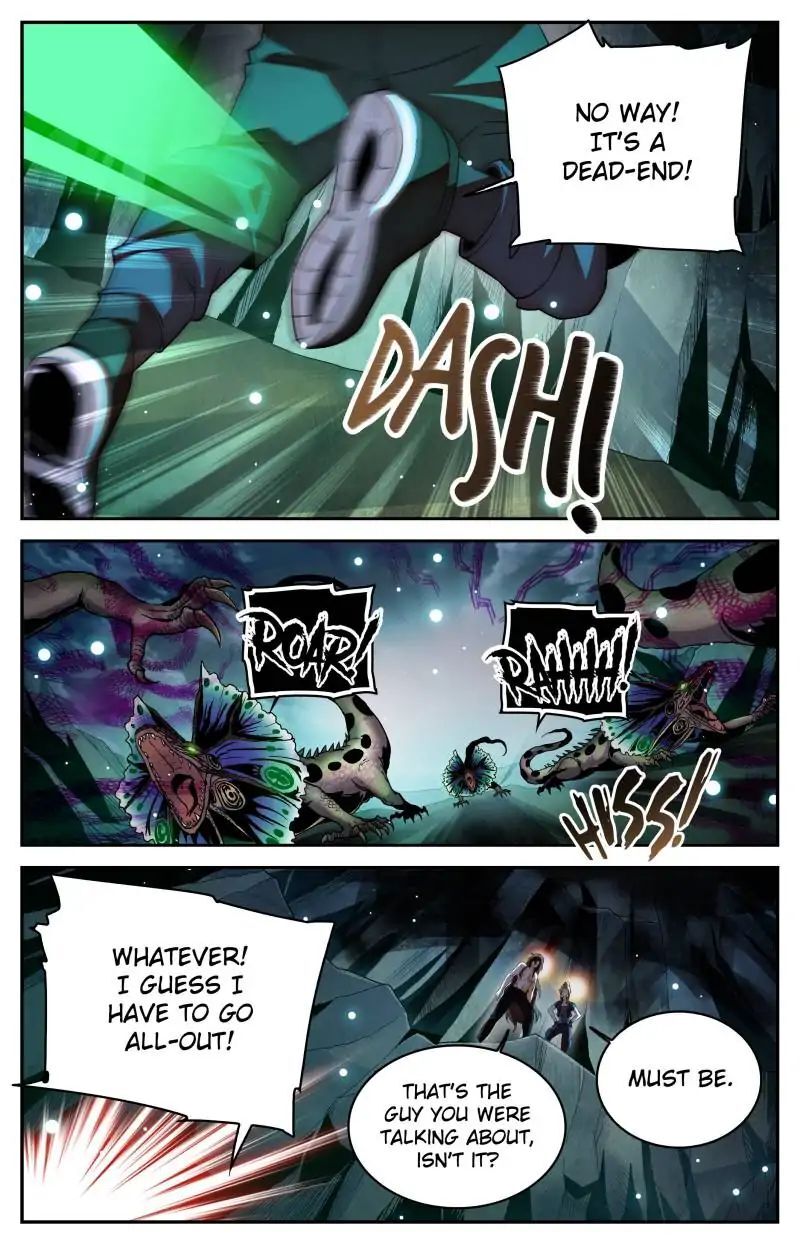 NO WAY!
IT'S A
DEAD-END!
DASH!
ROAR!
RAHHH!
HISS!
WHATEVER!
I GUESS I
HAVE TO GO
ALL-OUT!
THAT'S THE
GUY YOU WERE
TALKING ABOUT,
ISN'T IT?
MUST BE.